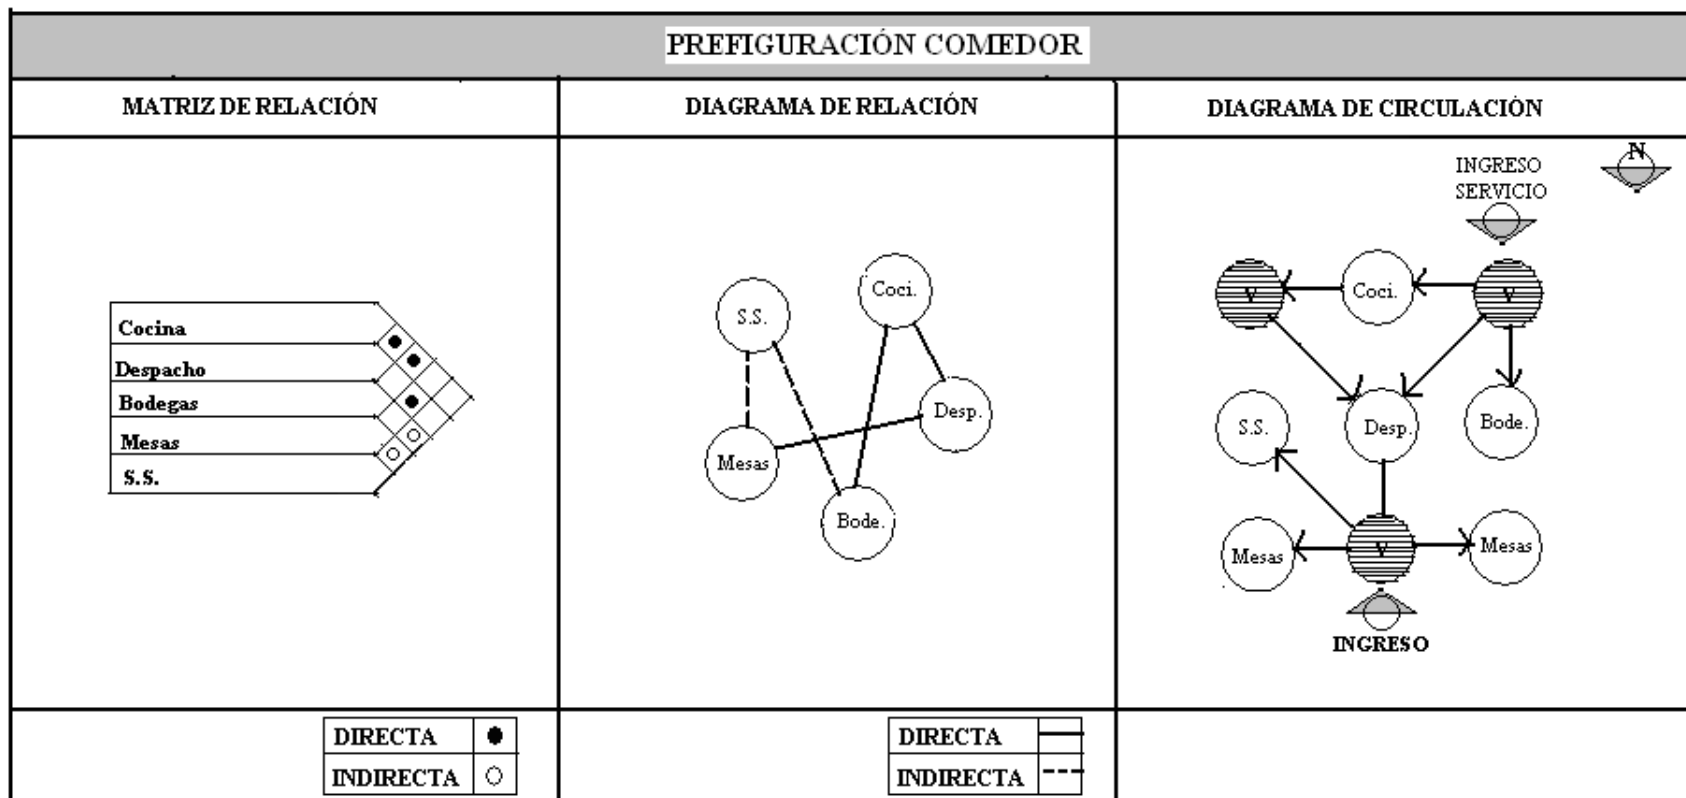 PREFIGURACIÓN COMEDOR
MATRIZ DE RELACIÓN
DIAGRAMA DE RELACIÓN
DIAGRAMA DE CIRCULACIÓN
Cocina
Despacho
Bodegas
Mesas
S.S.
DIRECTA
INDIRECTA
S.S.
Coci.
Desp.
Mesas
Bode.
DIRECTA
INDIRECTA
N
INGRESO
SERVICIO
V
Coci.
V
S.S.
Desp.
Bode.
Mesas
V
Mesas
INGRESO